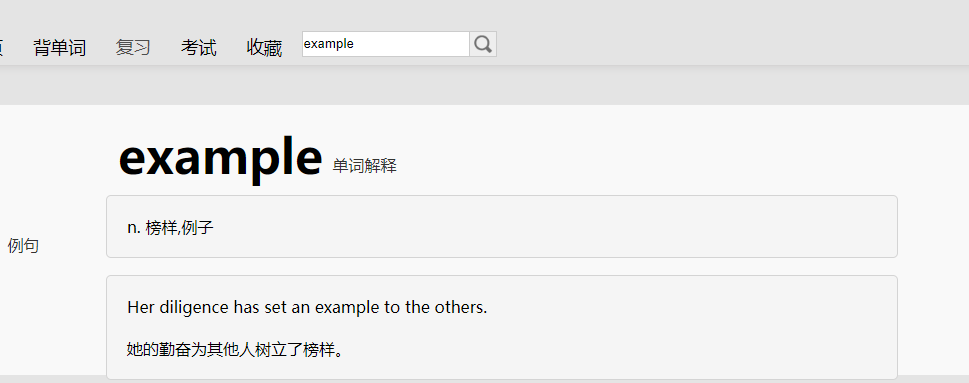 背单词 复习 考试 收藏 example
example 单词解释
n. 榜样,例子
例句
Her diligence has set an example to the others.
她的勤奋为其他人树立了榜样。